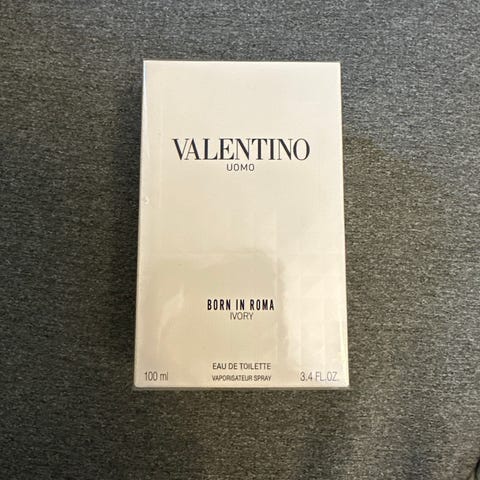 VALENTINO
UOMO
BORN IN ROMA
IVORY
EAU DE TOILETTE
100 ml VAPORISATEUR SPRAY 3.4 FL.OZ.